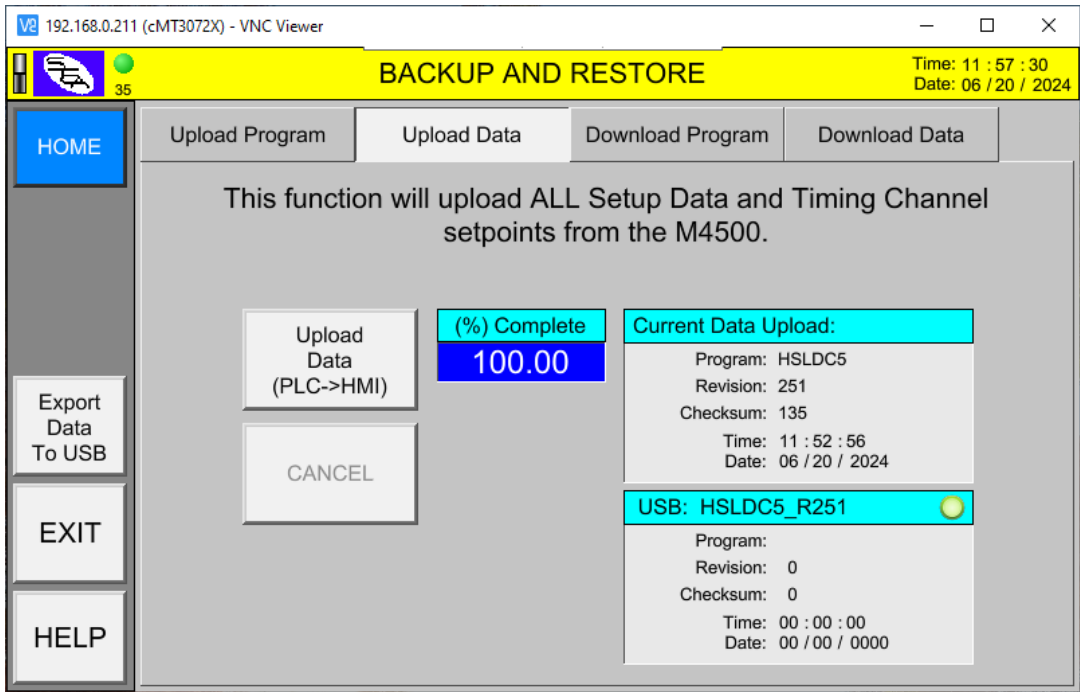 192.168.0.211 (cMT3072X) - VNC Viewer
SEA
35
BACKUP AND RESTORE
Time: 11 : 57 : 30
Date: 06 / 20 / 2024
HOME
Upload Program
Upload Data
Download Program
Download Data
This function will upload ALL Setup Data and Timing Channel
setpoints from the M4500.
Upload
Data
(PLC->HMI)
CANCEL
(%) Complete
100.00
Current Data Upload:
Program: HSLDC5
Revision: 251
Checksum: 135
Time: 11 : 52 : 56
Date: 06 / 20 / 2024
USB: HSLDC5_R251
Program:
Revision: 0
Checksum: 0
Time: 00 : 00 : 00
Date: 00 / 00 / 0000
Export
Data
To USB
EXIT
HELP